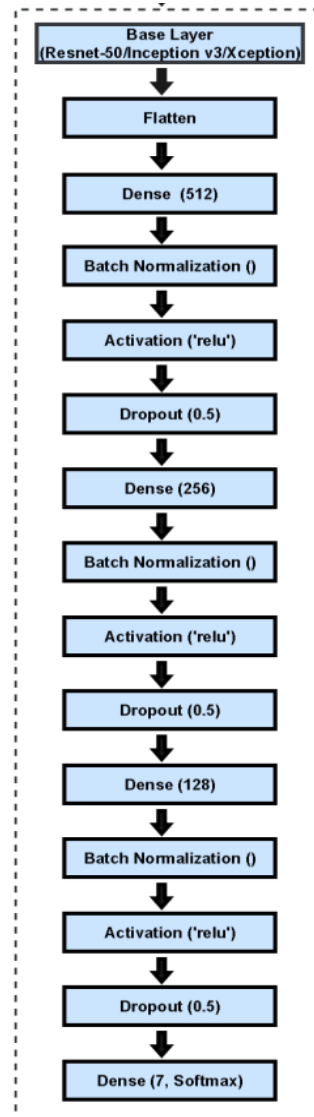 Base Layer
(Resnet-50/Inception v3/Xception)
Flatten
Dense (512)
Batch Normalization ()
Activation ('relu')
Dropout (0.5)
Dense (256)
Batch Normalization ()
Activation ('relu')
Dropout (0.5)
Dense (128)
Batch Normalization ()
Activation ('relu')
Dropout (0.5)
Dense (7, Softmax)